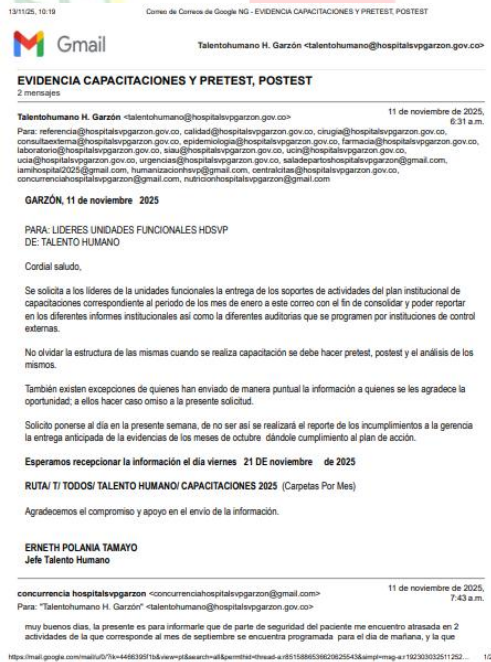 13/11/25, 10:19 Correo de Correos de Google NG - EVIDENCIA CAPACITACIONES Y PRETEST, POSTEST
Gmail
Talentohumano H. Garzón <talentohumano@hospitalsvpgarzon.gov.co>
EVIDENCIA CAPACITACIONES Y PRETEST, POSTEST
2 mensajes
Talentohumano H. Garzón <talentohumano@hospitalsvpgarzon.gov.co>
11 de noviembre de 2025,
6:31 a.m.
Para: referencia@hospitalsvpgarzon.gov.co, calidad@hospitalsvpgarzon.gov.co, cirugia@hospitalsvpgarzon.gov.co,
consultaexterna@hospitalsvpgarzon.gov.co, epidemiologia@hospitalsvpgarzon.gov.co, farmacia@hospitalsvpgarzon.gov.co,
laboratorio@hospitalsvpgarzon.gov.co, siau@hospitalsvpgarzon.gov.co, ucin@hospitalsvpgarzon.gov.co,
ucia@hospitalsvpgarzon.gov.co, urgencias@hospitalsvpgarzon.gov.co, saladepartoshospitalsvpgarzon@gmail.com,
iamihospital2025@gmail.com, humanizacionhsvp@gmail.com, centralcitas@hospitalsvpgarzon.gov.co,
concurrenciahospitalsvpgarzon@gmail.com, nutricionhospitalsvpgarzon@gmail.com
GARZÓN, 11 de noviembre 2025
PARA: LIDERES UNIDADES FUNCIONALES HDSVP
DE: TALENTO HUMANO
Cordial saludo,
Se solicita a los líderes de la unidades funcionales la entrega de los soportes de actividades del plan institucional de
capacitaciones correspondiente al periodo de los mes de enero a este correo con el fin de consolidar y poder reportar
en los diferentes informes institucionales así como la diferentes auditorias que se programen por instituciones de control
externas.
No olvidar la estructura de las mismas cuando se realiza capacitación se debe hacer pretest, postest y el análisis de los
mismos.
También existen excepciones de quienes han enviado de manera puntual la información a quienes se les agradece la
oportunidad; a ellos hacer caso omiso a la presente solicitud.
Solicito ponerse al día en la presente semana, de no ser así se realizará el reporte de los incumplimientos a la gerencia
la entrega anticipada de la evidencias de los meses de octubre dándole cumplimiento al plan de acción.
Esperamos recepcionar la información el día viernes 21 DE noviembre de 2025
RUTA/ T/ TODOS/ TALENTO HUMANO/ CAPACITACIONES 2025 (Carpetas Por Mes)
Agradecemos el compromiso y apoyo en el envío de la información.
ERNETH POLANIA TAMAYO
Jefe Talento Humano
concurrencia hospitalsvpgarzon <concurrenciahospitalsvpgarzon@gmail.com>
11 de noviembre de 2025,
7:43 a.m.
Para: "Talentohumano H. Garzón" <talentohumano@hospitalsvpgarzon.gov.co>
muy buenos dias, la presente es para informarle que de parte de seguridad del paciente me encuentro atrasada en 2
actividades de la que corresponde al mes de septiembre se encuentra programada para el dia de mañana, y la que